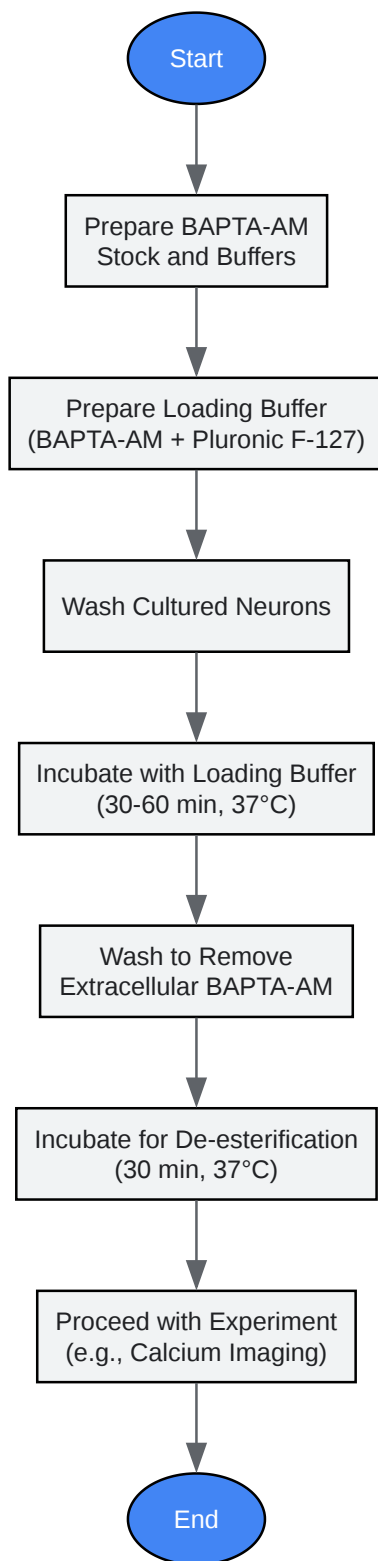 Start
Prepare BAPTA-AM
Stock and Buffers
Prepare Loading Buffer
(BAPTA-AM + Pluronic F-127)
Wash Cultured Neurons
Incubate with Loading Buffer
(30-60 min, 37°C)
Wash to Remove
Extracellular BAPTA-AM
Incubate for De-esterification
(30 min, 37°C)
Proceed with Experiment
(e.g., Calcium Imaging)
End